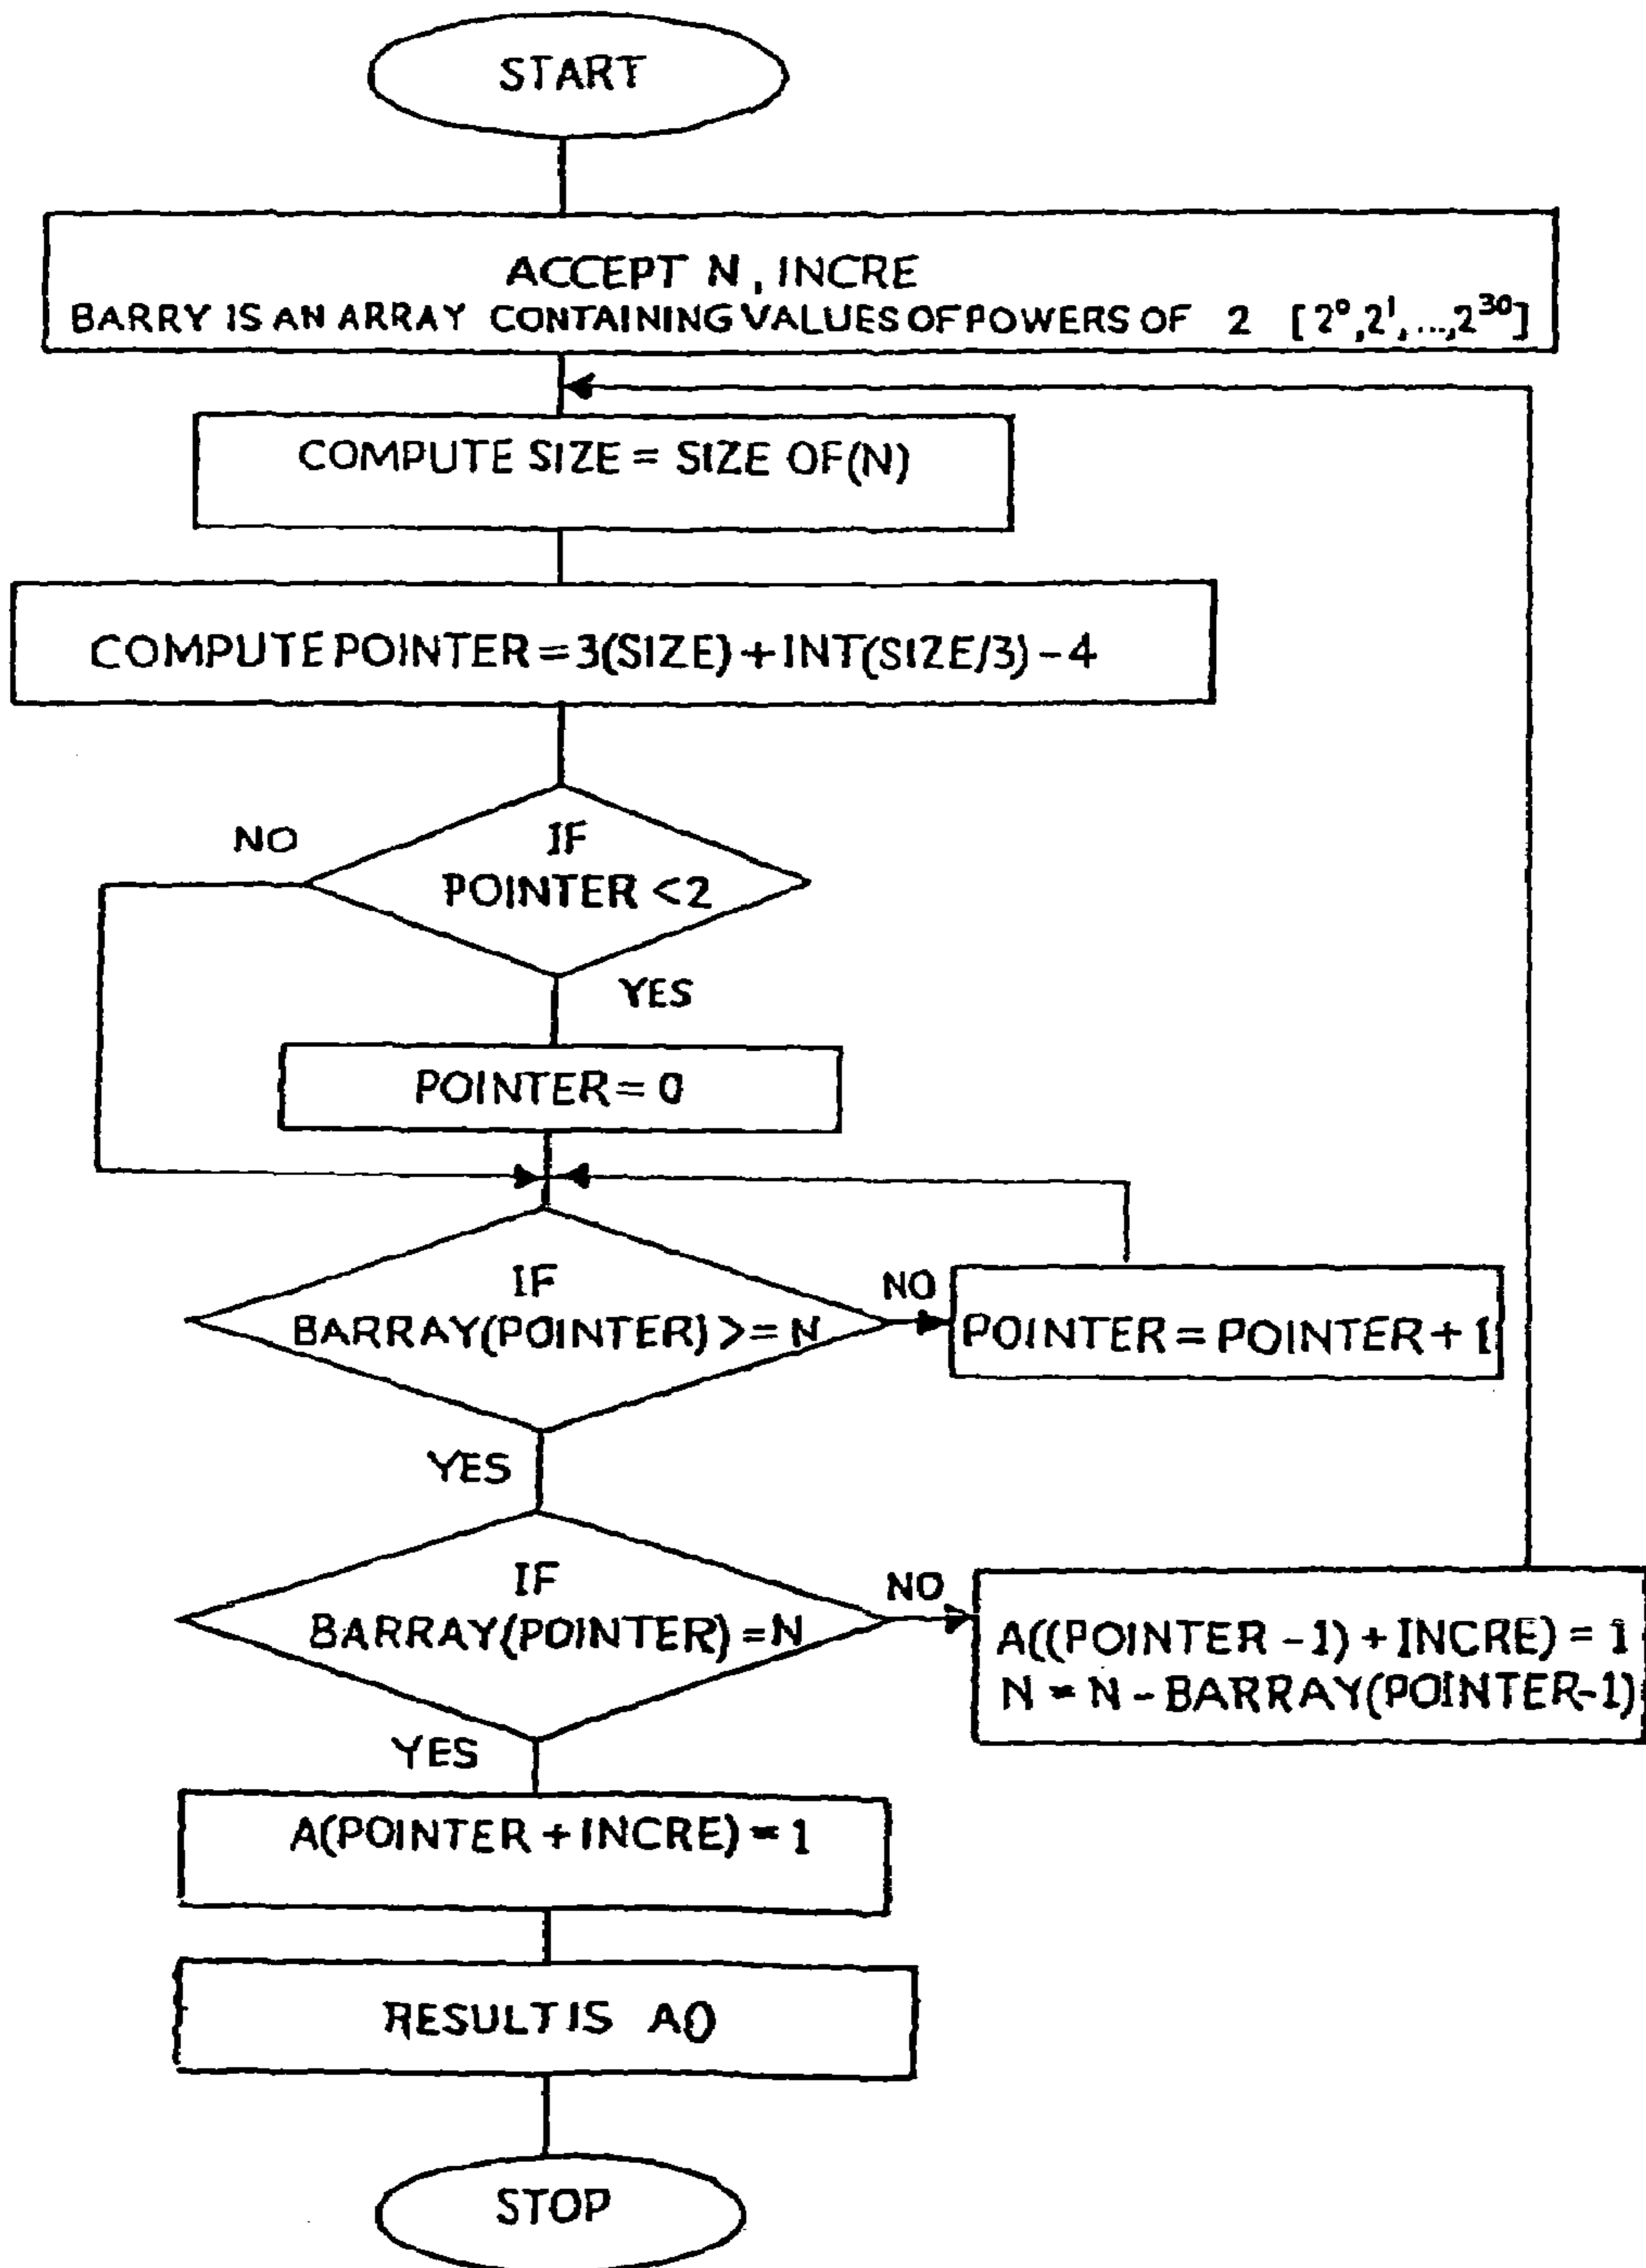 START
ACCEPT N, INCRE
BARRY IS AN ARRAY CONTAINING VALUES OF POWERS OF 2 [2⁰,2¹,...,2³⁰]
COMPUTE SIZE = SIZE OF(N)
COMPUTE POINTER = 3(SIZE) + INT(SIZE/3) - 4
NO
IF
POINTER < 2
YES
POINTER = 0
IF
BARRAY(POINTER) >= N
NO
POINTER = POINTER + 1
YES
IF
BARRAY(POINTER) = N
NO
A((POINTER - 1) + INCRE) = 1
N = N - BARRAY(POINTER-1)
YES
A(POINTER + INCRE) = 1
RESULT IS A()
STOP